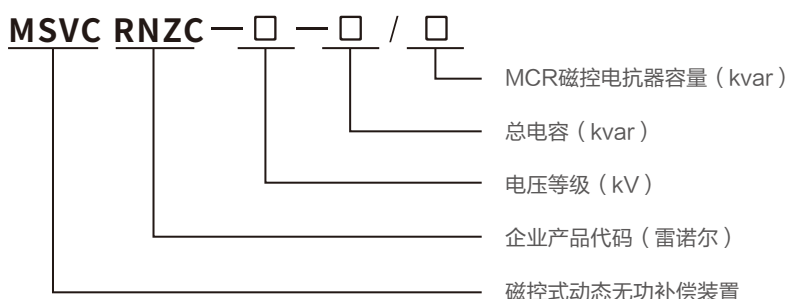 MSVC RNZC—□—□/□
MCR磁控电抗器容量（kvar）
总电容（kvar）
电压等级（kV）
企业产品代码（雷诺尔）
磁控式动态无功补偿装置